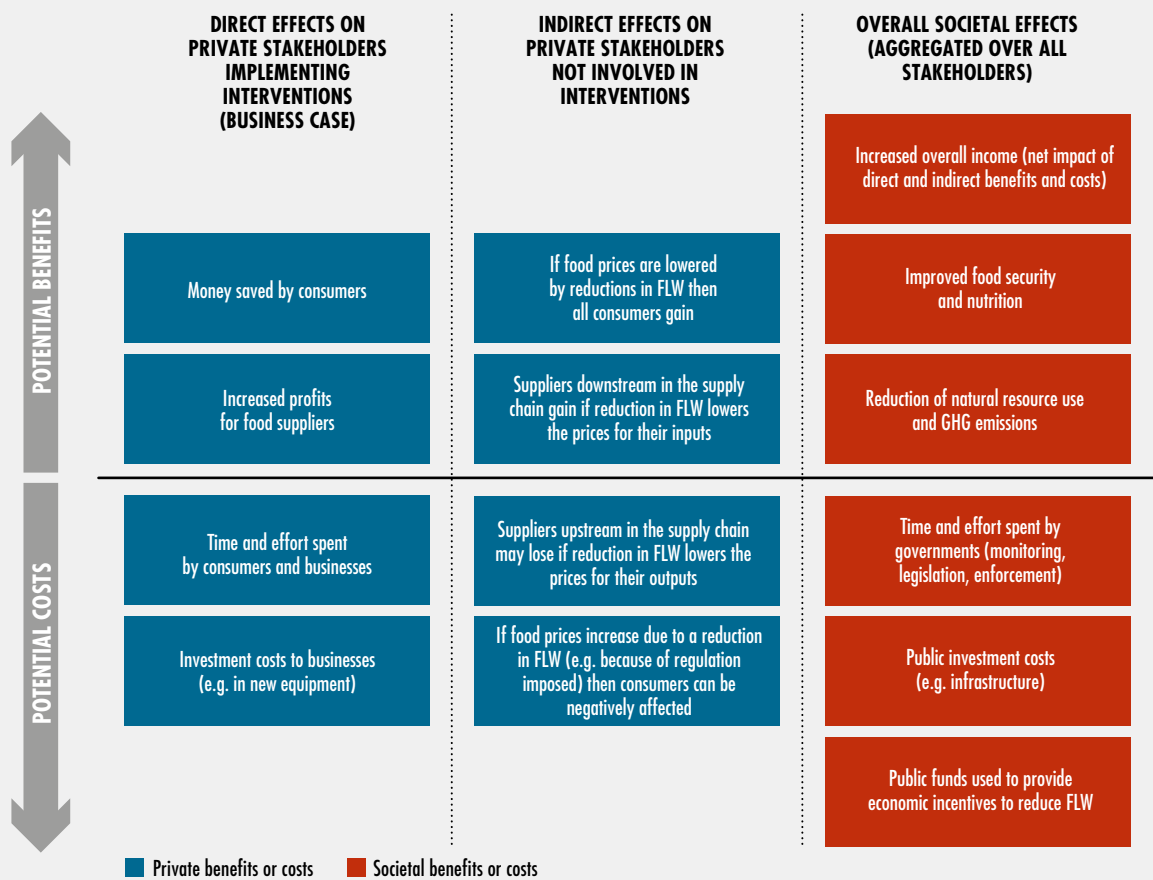 DIRECT EFFECTS ON
PRIVATE STAKEHOLDERS
IMPLEMENTING
INTERVENTIONS
(BUSINESS CASE)
INDIRECT EFFECTS ON
PRIVATE STAKEHOLDERS
NOT INVOLVED IN
INTERVENTIONS
OVERALL SOCIETAL EFFECTS
(AGGREGATED OVER ALL
STAKEHOLDERS)
POTENTIAL BENEFITS
Increased overall income (net impact of
direct and indirect benefits and costs)
Money saved by consumers
If food prices are lowered
by reductions in FLW then
all consumers gain
Improved food security
and nutrition
Increased profits
for food suppliers
Suppliers downstream in the supply
chain gain if reduction in FLW lowers
the prices for their inputs
Reduction of natural resource use
and GHG emissions
POTENTIAL COSTS
Time and effort spent
by consumers and businesses
Suppliers upstream in the supply chain
may lose if reduction in FLW lowers the
prices for their outputs
Time and effort spent by
governments (monitoring,
legislation, enforcement)
Investment costs to businesses
(e.g. in new equipment)
If food prices increase due to a reduction
in FLW (e.g. because of regulation
imposed) then consumers can be
negatively affected
Public investment costs
(e.g. infrastructure)
Public funds used to provide
economic incentives to reduce FLW
Private benefits or costs
Societal benefits or costs